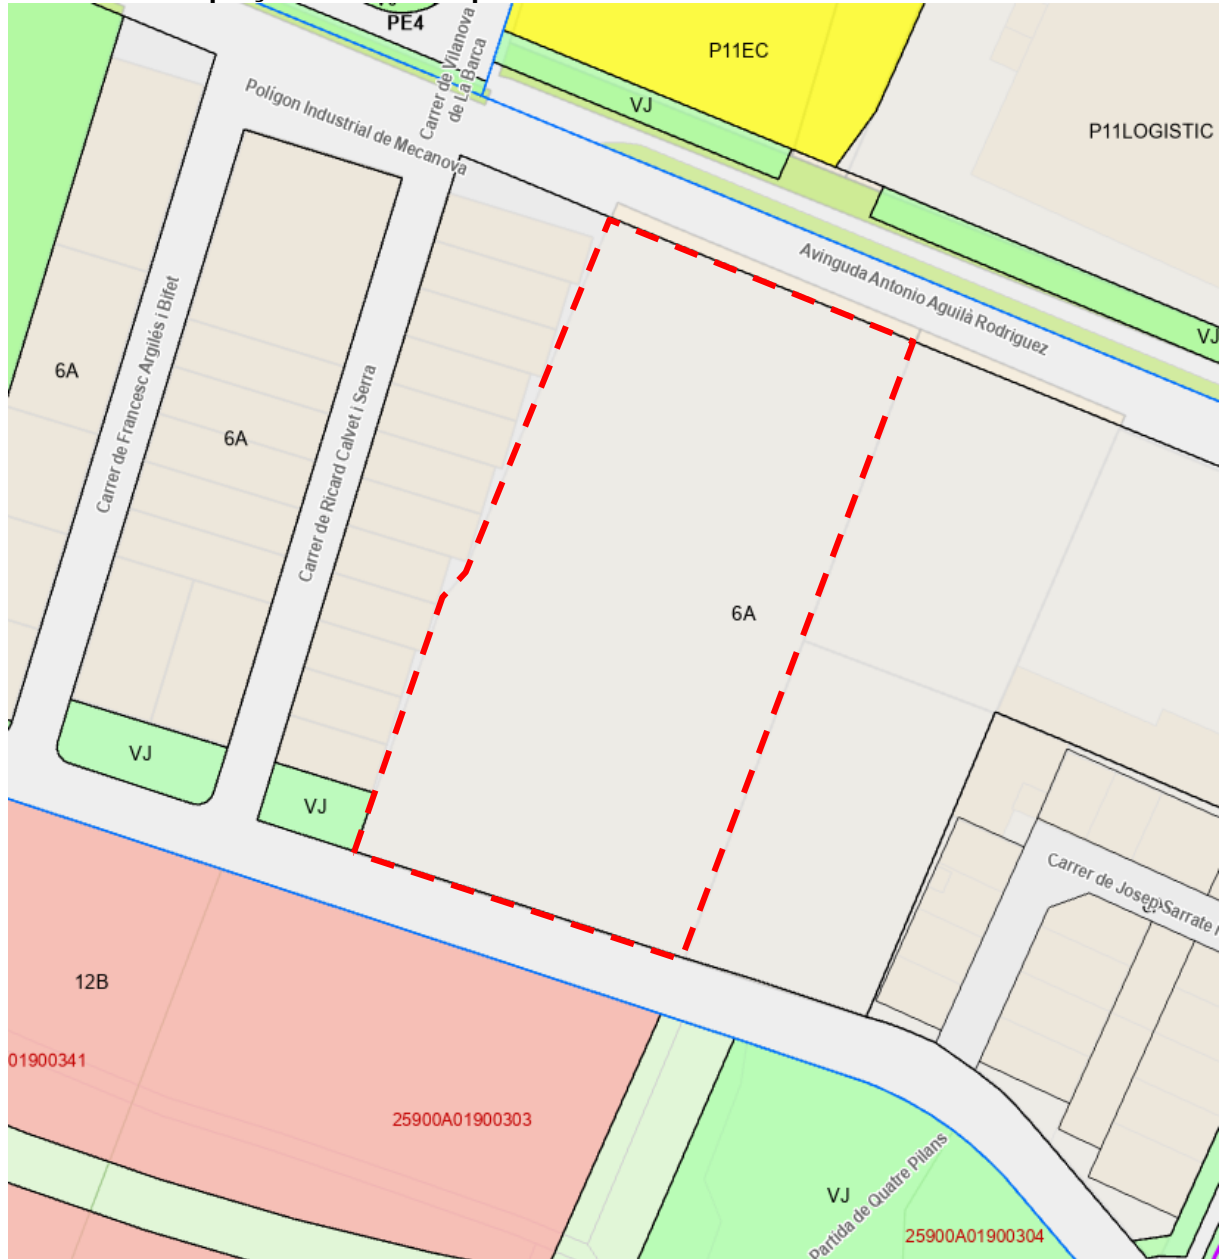 PE4
Carrer de Vilanova
de La Barca
P11EC
VJ
P11LOGISTIC
Polígon Industrial de Mecanova
Avinguda Antonio Aguilà Rodriguez
VJ
6A
Carrer de Francesc Argilés i Bifet
6A
Carrer de Ricard Calvet i Serra
6A
VJ
VJ
Carrer de Josep Sarrate
12B
01900341
25900A01900303
Partida de Quatre Pilans
VJ
25900A01900304